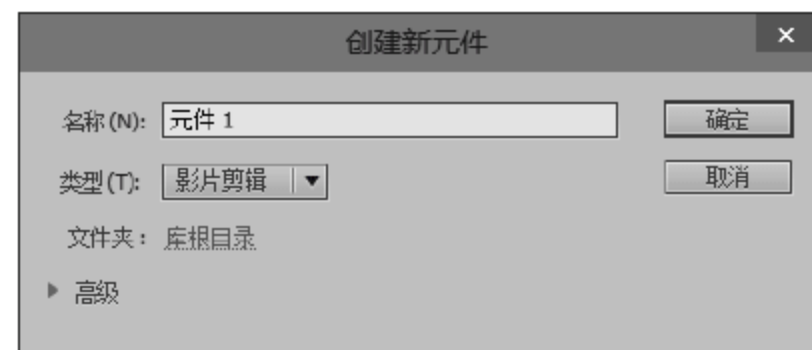 创建新元件 ×
名称(N): 元件 1 确定
类型(T): 影片剪辑 取消
文件夹: 库根目录
高级